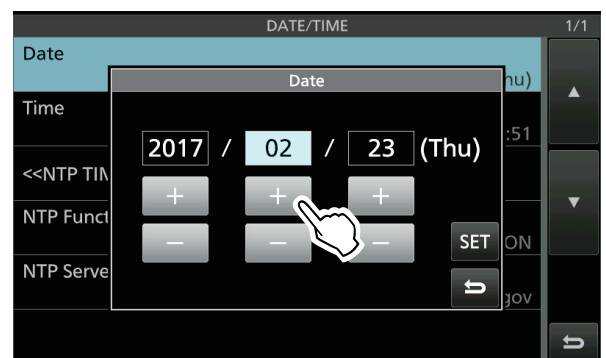 DATE/TIME 1/1
Date
Date
hu)
Time
:51
2017 / 02 / 23 (Thu)
<<NTP TIM
+ + +
NTP Funct
- - - SET ON
NTP Serve
gov